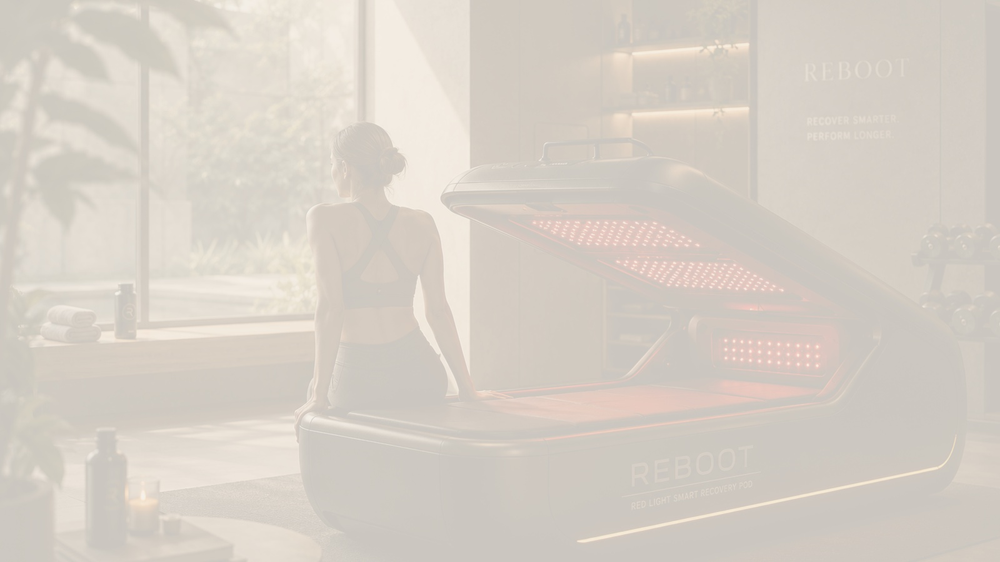 REBOOT
RECOVER SMARTER.
PERFORM LONGER.
REBOOT
RED LIGHT SMART RECOVERY POD